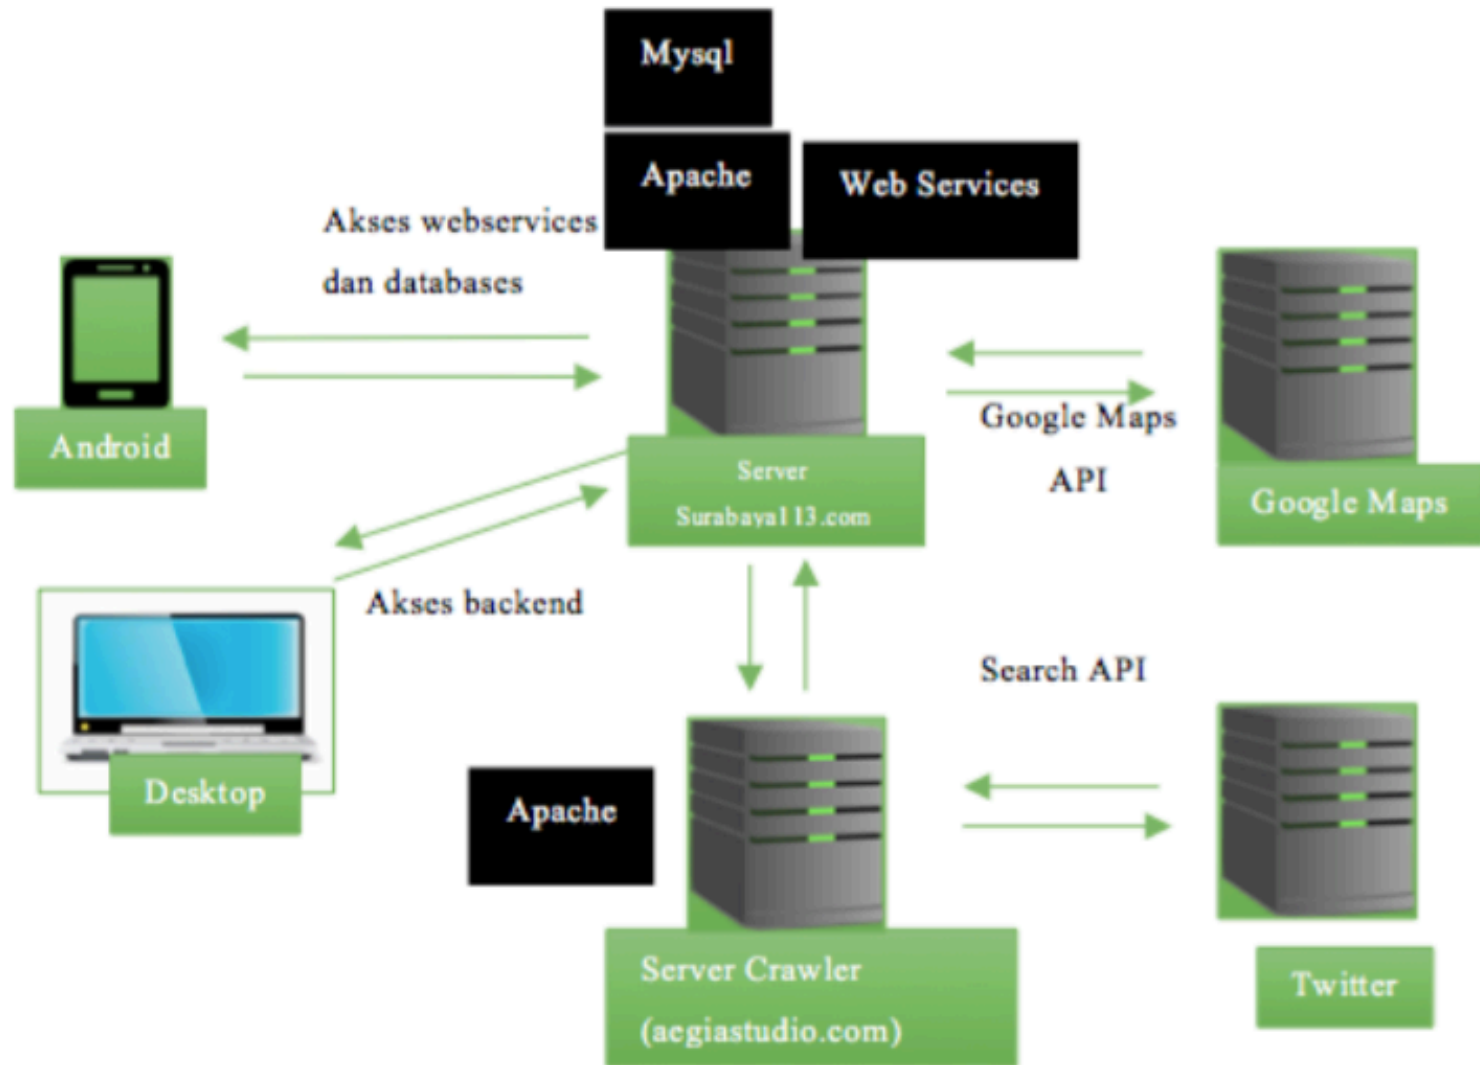 Mysql
Apache
Web Services
Akses webservices
dan databases
Android
Server
Surabaya113.com
Google Maps
API
Google Maps
Akses backend
Desktop
Search API
Apache
Server Crawler
(aegiastudio.com)
Twitter